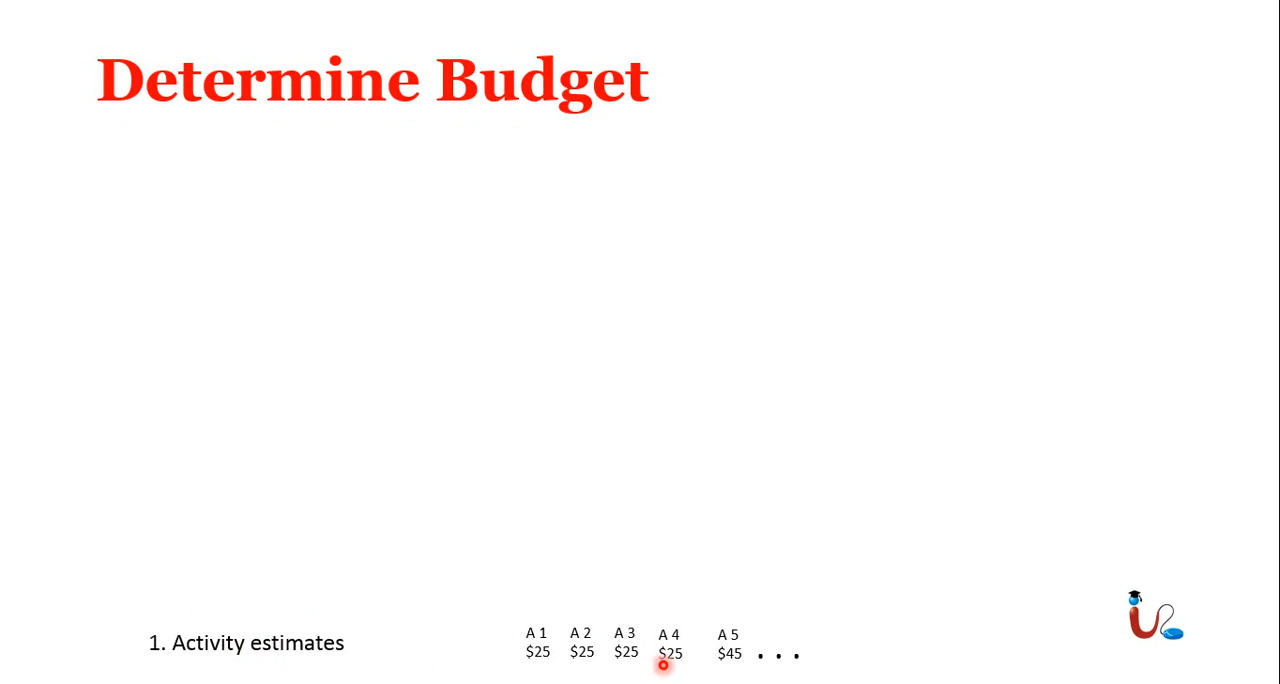 Determine Budget
1. Activity estimates
A 1 A 2 A 3 A 4 A 5
$25 $25 $25 $25 $45 . . .